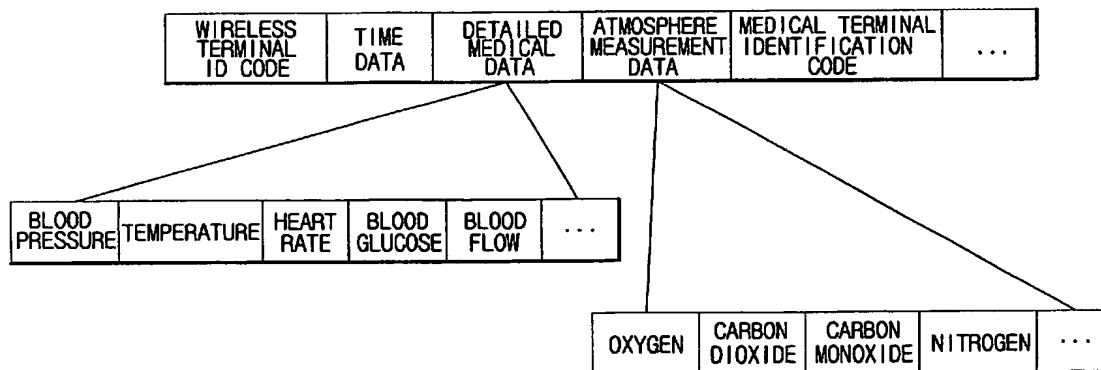 WIRELESS
TERMINAL
ID CODE
TIME
DATA
DETAILED
MEDICAL
DATA
ATMOSPHERE
MEASUREMENT
DATA
MEDICAL TERMINAL
IDENTIFICATION
CODE
...
BLOOD
PRESSURE
TEMPERATURE
HEART
RATE
BLOOD
GLUCOSE
BLOOD
FLOW
...
OXYGEN
CARBON
DIOXIDE
CARBON
MONOXIDE
NITROGEN
...